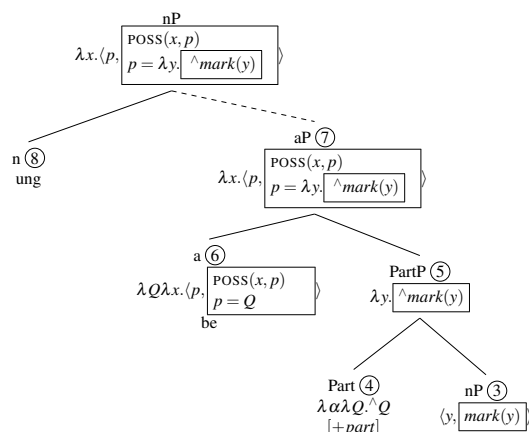 nP
λx.⟨p, POSS(x, p) ⟩
p = λy. ^mark(y)
n ⑧
ung
aP ⑦
λx.⟨p, POSS(x, p) ⟩
p = λy. ^mark(y)
a ⑥
λQλx.⟨p, POSS(x, p) ⟩
p = Q
be
PartP ⑤
λy. ^mark(y)
Part ④
λαλQ.^Q
[+part]
nP ③
⟨y, mark(y) ⟩